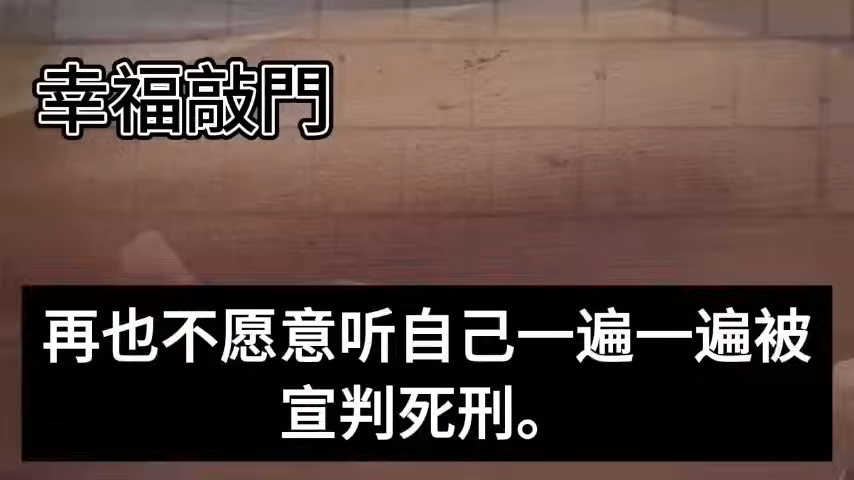 幸福敲門
再也不愿意听自己一遍一遍被
宣判死刑。